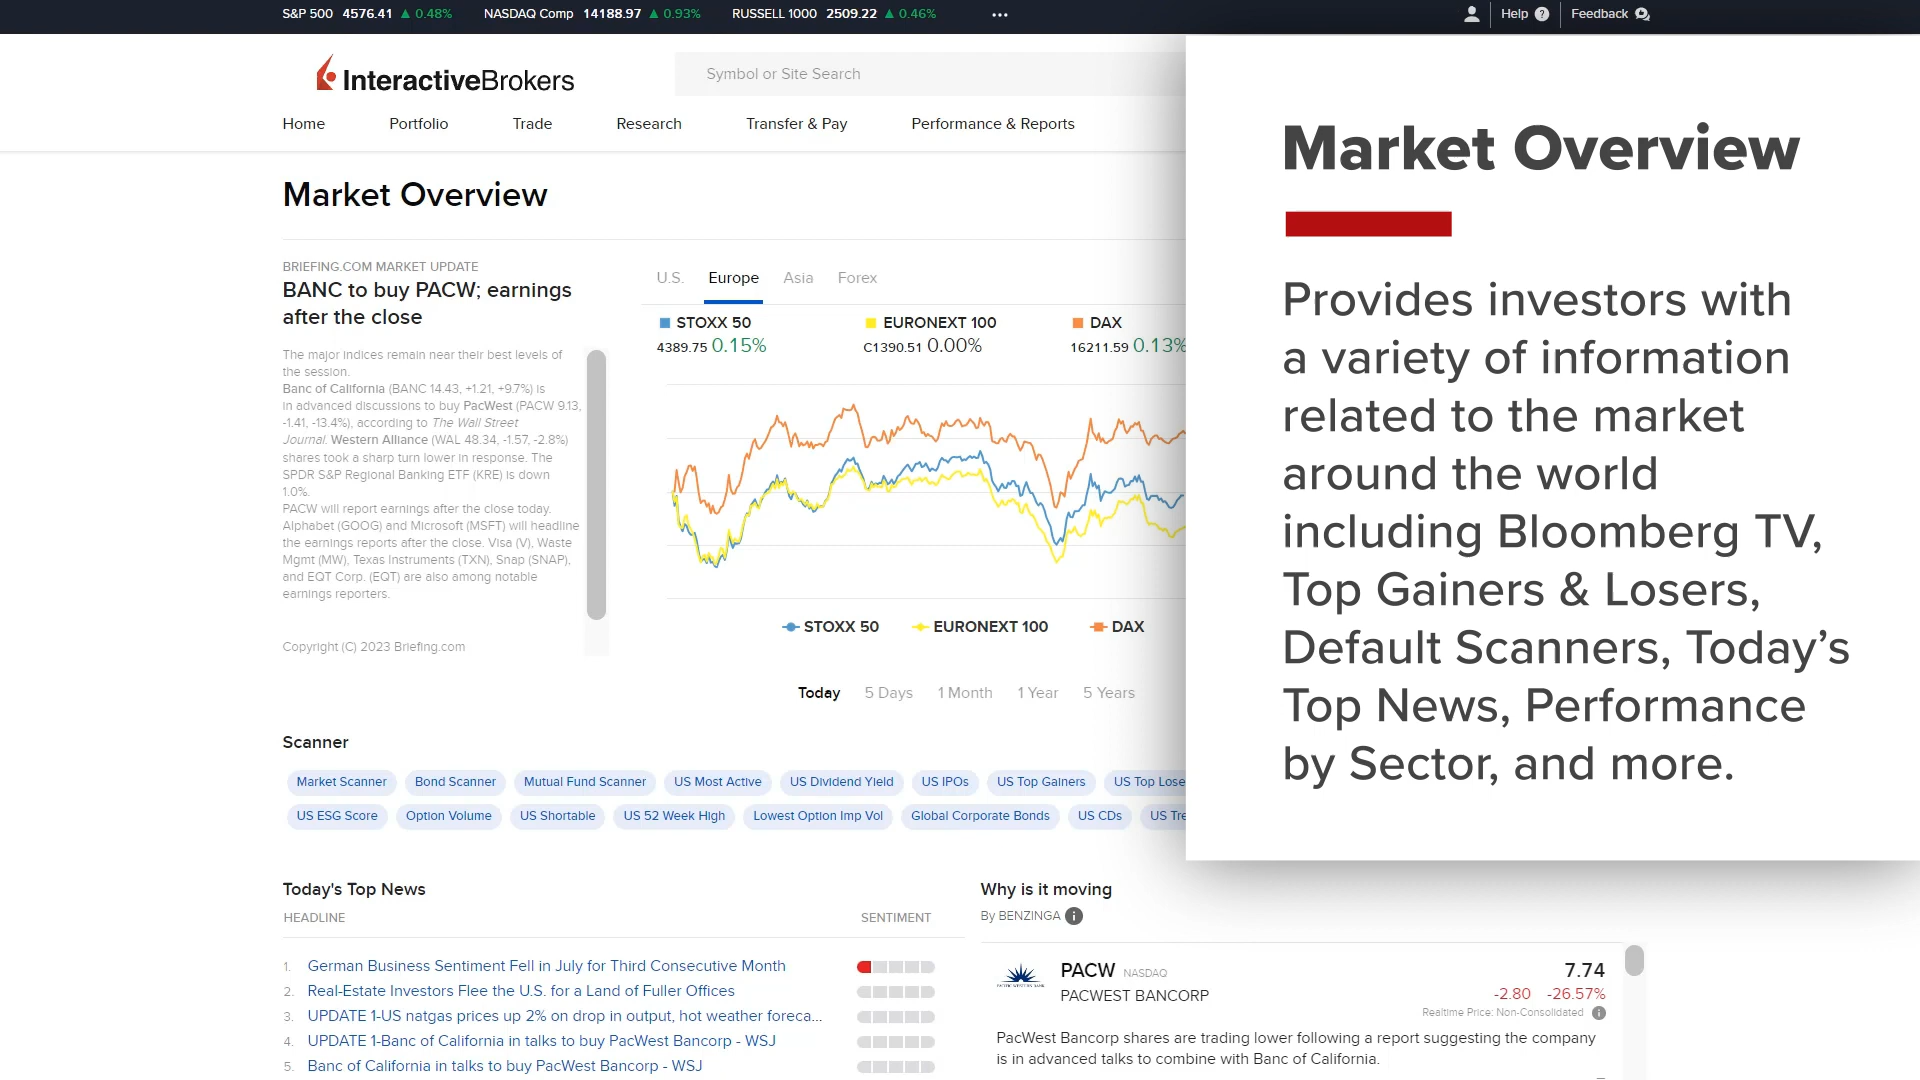 S&P 500 4576.41 ▲ 0.48% NASDAQ Comp 14188.97 ▲ 0.93% RUSSELL 1000 2509.22 ▲ 0.46% ••• Help ? Feedback
InteractiveBrokers
Symbol or Site Search
Home Portfolio Trade Research Transfer & Pay Performance & Reports
Market Overview
BRIEFING.COM MARKET UPDATE
BANC to buy PACW; earnings
after the close
The major indices remain near their best levels of
the session.
Banc of California (BANC 14.43, +1.21, +9.7%) is
in advanced discussions to buy PacWest (PACW 9.13,
-1.41, -13.4%), according to The Wall Street
Journal. Western Alliance (WAL 48.34, -1.57, -2.8%)
shares took a sharp turn lower in response. The
SPDR S&P Regional Banking ETF (KRE) is down
1.0%.
PACW will report earnings after the close today.
Alphabet (GOOG) and Microsoft (MSFT) will headline
the earnings reports after the close. Visa (V), Waste
Mgmt (MW), Texas Instruments (TXN), Snap (SNAP),
and EQT Corp. (EQT) are also among notable
earnings reporters.
Copyright (C) 2023 Briefing.com
U.S. Europe Asia Forex
STOXX 50 EURONEXT 100 DAX
4389.75 0.15% C1390.51 0.00% 16211.59 0.13%
STOXX 50 EURONEXT 100 DAX
Today 5 Days 1 Month 1 Year 5 Years
Scanner
Market Scanner Bond Scanner Mutual Fund Scanner US Most Active US Dividend Yield US IPOs US Top Gainers US Top Lose
US ESG Score Option Volume US Shortable US 52 Week High Lowest Option Imp Vol Global Corporate Bonds US CDs US Tre
Today's Top News
HEADLINE SENTIMENT
1. German Business Sentiment Fell in July for Third Consecutive Month
2. Real-Estate Investors Flee the U.S. for a Land of Fuller Offices
3. UPDATE 1-US natgas prices up 2% on drop in output, hot weather foreca...
4. UPDATE 1-Banc of California in talks to buy PacWest Bancorp - WSJ
5. Banc of California in talks to buy PacWest Bancorp - WSJ
Why is it moving
By BENZINGA i
PACW NASDAQ 7.74
PACWEST BANCORP -2.80 -26.57%
Realtime Price: Non-Consolidated i
PacWest Bancorp shares are trading lower following a report suggesting the company
is in advanced talks to combine with Banc of California.
Market Overview
Provides investors with
a variety of information
related to the market
around the world
including Bloomberg TV,
Top Gainers & Losers,
Default Scanners, Today’s
Top News, Performance
by Sector, and more.